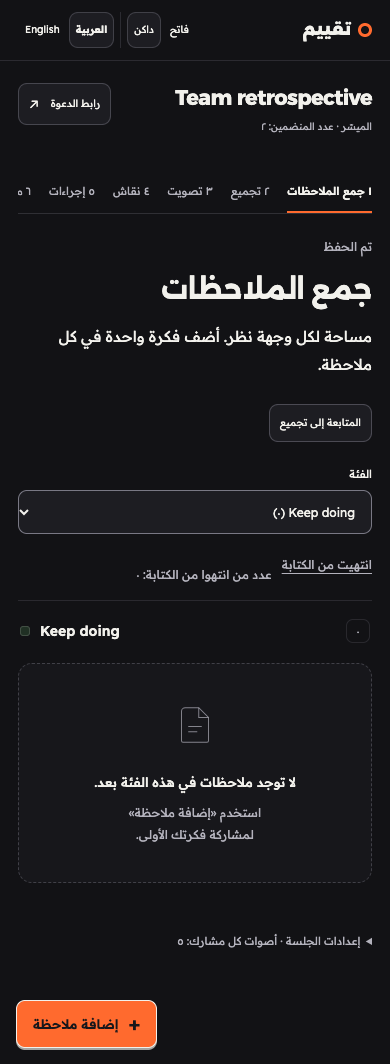 تقييم
فاتح
داكن
العربية
English
Team retrospective
الميسّر · عدد المنضمين: ٢
رابط الدعوة
١ جمع الملاحظات
٢ تجميع
٣ تصويت
٤ نقاش
٥ إجراءات
٦
تم الحفظ
جمع الملاحظات
مساحة لكل وجهة نظر. أضف فكرة واحدة في كل
ملاحظة.
المتابعة إلى تجميع
الفئة
Keep doing (٠)
انتهيت من الكتابة
عدد من انتهوا من الكتابة: ٠
Keep doing
٠
لا توجد ملاحظات في هذه الفئة بعد.
استخدم «إضافة ملاحظة»
لمشاركة فكرتك الأولى.
إعدادات الجلسة · أصوات كل مشارك: ٥
+ إضافة ملاحظة